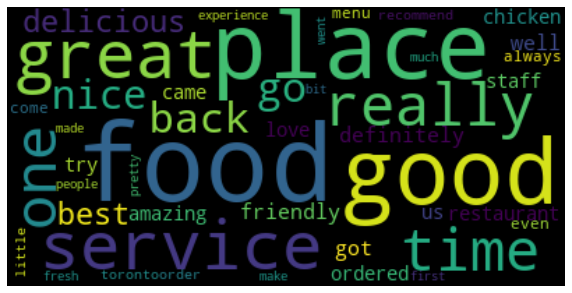 experience
menu
recommend
chicken
delicious
went
place
great
well
much
always
nice
go
bit
staff
came
really
come
one
made
back
love
definitely
food
good
try
pretty
people
best
amazing
friendly
us
restaurant
even
little
service
got
time
ordered
fresh
torontoorder
make
first